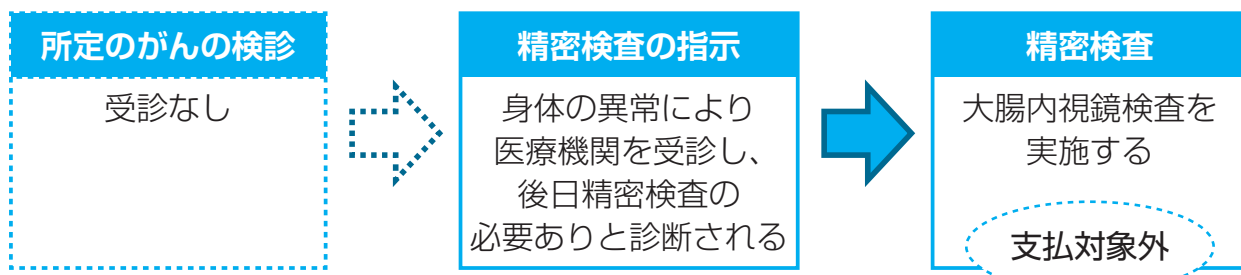 所定のがんの検診
受診なし
精密検査の指示
身体の異常により
医療機関を受診し、
後日精密検査の
必要ありと診断される
精密検査
大腸内視鏡検査を
実施する
支払対象外